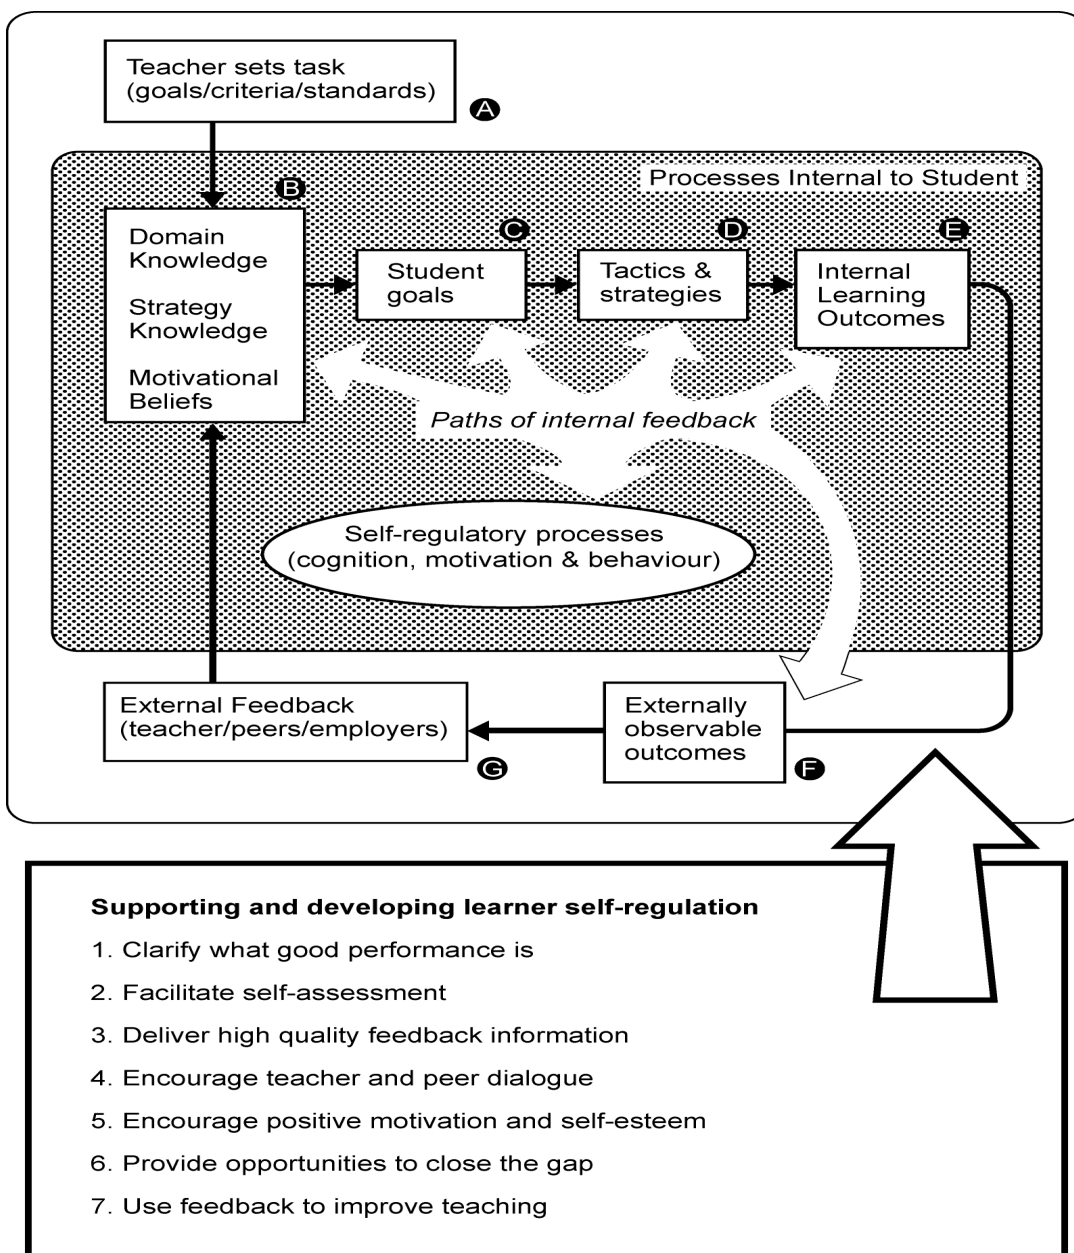 Teacher sets task
(goals/criteria/standards)
A
Processes Internal to Student
B
Domain
Knowledge
Strategy
Knowledge
Motivational
Beliefs
C
Student
goals
D
Tactics &
strategies
E
Internal
Learning
Outcomes
Paths of internal feedback
Self-regulatory processes
(cognition, motivation & behaviour)
External Feedback
(teacher/peers/employers)
G
Externally
observable
outcomes
F
Supporting and developing learner self-regulation
1. Clarify what good performance is
2. Facilitate self-assessment
3. Deliver high quality feedback information
4. Encourage teacher and peer dialogue
5. Encourage positive motivation and self-esteem
6. Provide opportunities to close the gap
7. Use feedback to improve teaching